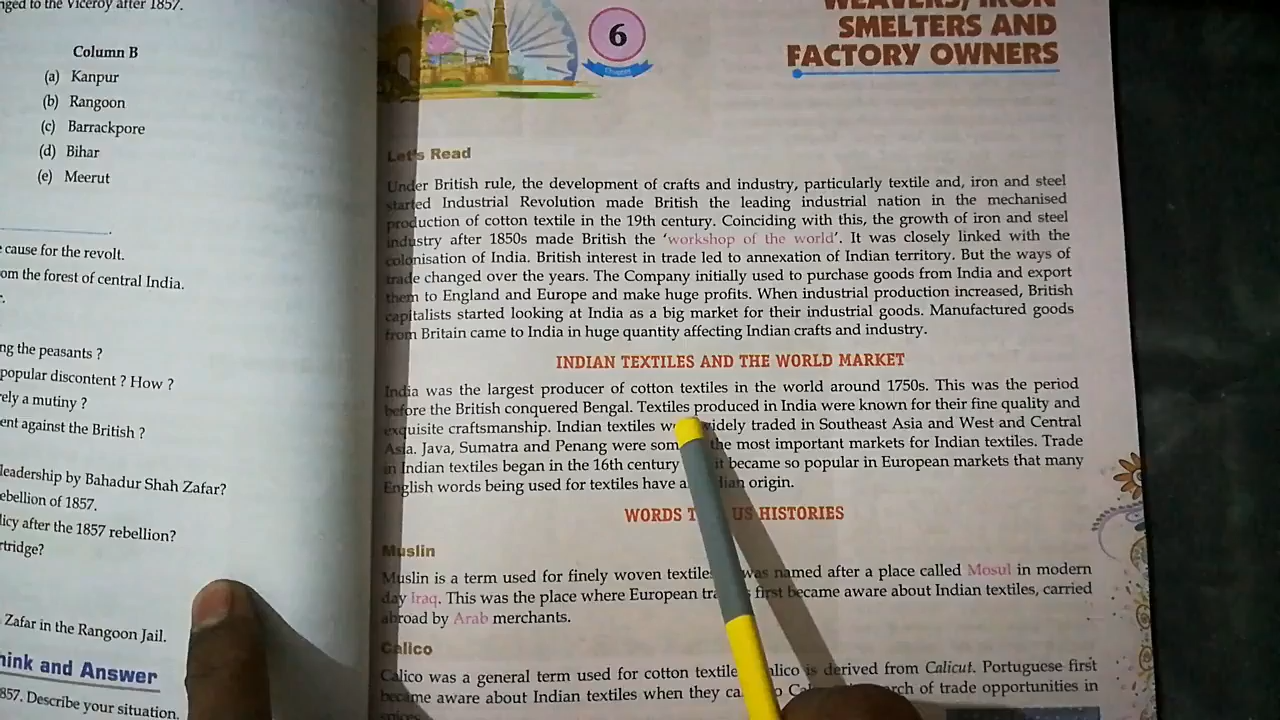 nged to the Viceroy after 1857.
Column B
(a) Kanpur
(b) Rangoon
(c) Barrackpore
(d) Bihar
(e) Meerut
cause for the revolt.
om the forest of central India.
ng the peasants ?
popular discontent ? How ?
ely a mutiny ?
ent against the British ?
leadership by Bahadur Shah Zafar?
ebellion of 1857.
licy after the 1857 rebellion?
rtridge?
Zafar in the Rangoon Jail.
hink and Answer
857. Describe your situation.
6
Chapter
WEAVERS, IRON
SMELTERS AND
FACTORY OWNERS
Let's Read
Under British rule, the development of crafts and industry, particularly textile and, iron and steel
started Industrial Revolution made British the leading industrial nation in the mechanised
production of cotton textile in the 19th century. Coinciding with this, the growth of iron and steel
industry after 1850s made British the 'workshop of the world'. It was closely linked with the
colonisation of India. British interest in trade led to annexation of Indian territory. But the ways of
trade changed over the years. The Company initially used to purchase goods from India and export
them to England and Europe and make huge profits. When industrial production increased, British
capitalists started looking at India as a big market for their industrial goods. Manufactured goods
from Britain came to India in huge quantity affecting Indian crafts and industry.
INDIAN TEXTILES AND THE WORLD MARKET
India was the largest producer of cotton textiles in the world around 1750s. This was the period
before the British conquered Bengal. Textiles produced in India were known for their fine quality and
exquisite craftsmanship. Indian textiles widely traded in Southeast Asia and West and Central
Asia. Java, Sumatra and Penang were som the most important markets for Indian textiles. Trade
in Indian textiles began in the 16th century it became so popular in European markets that many
English words being used for textiles have a dian origin.
WORDS T US HISTORIES
Muslin
Muslin is a term used for finely woven textile was named after a place called Mosul in modern
day Iraq. This was the place where European tra first became aware about Indian textiles, carried
abroad by Arab merchants.
Calico
Calico was a general term used for cotton textile alico is derived from Calicut. Portuguese first
became aware about Indian textiles when they ca o Ca rch of trade opportunities in
spices